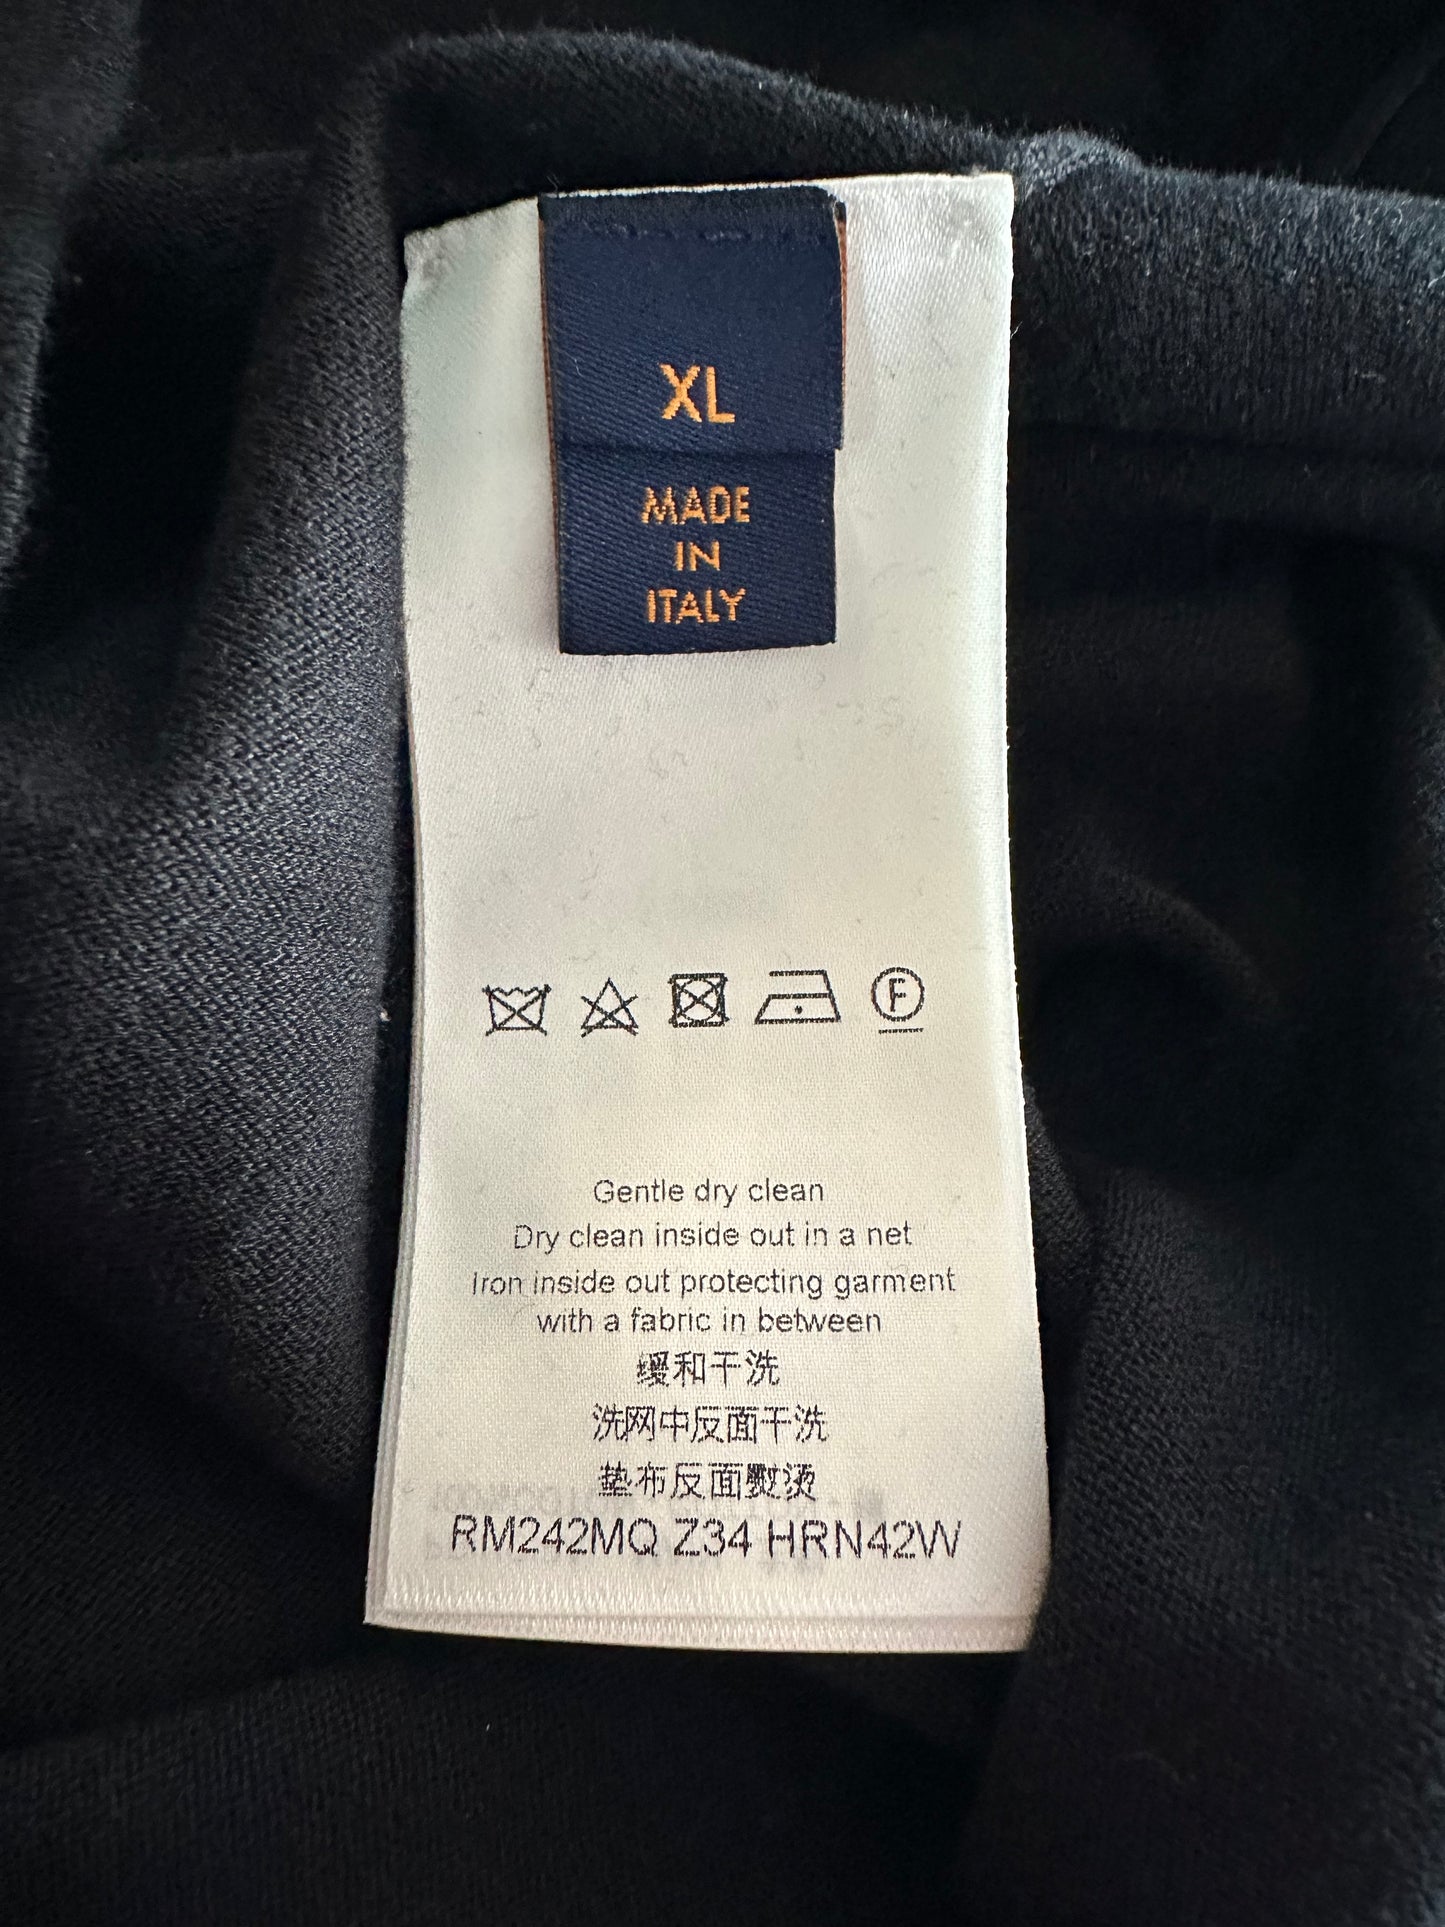 XL
MADE
IN
ITALY
F
Gentle dry clean
Dry clean inside out in a net
Iron inside out protecting garment
with a fabric in between
缓和干洗
洗网中反面干洗
垫布反面熨烫
RM242MQ Z34 HRN42W